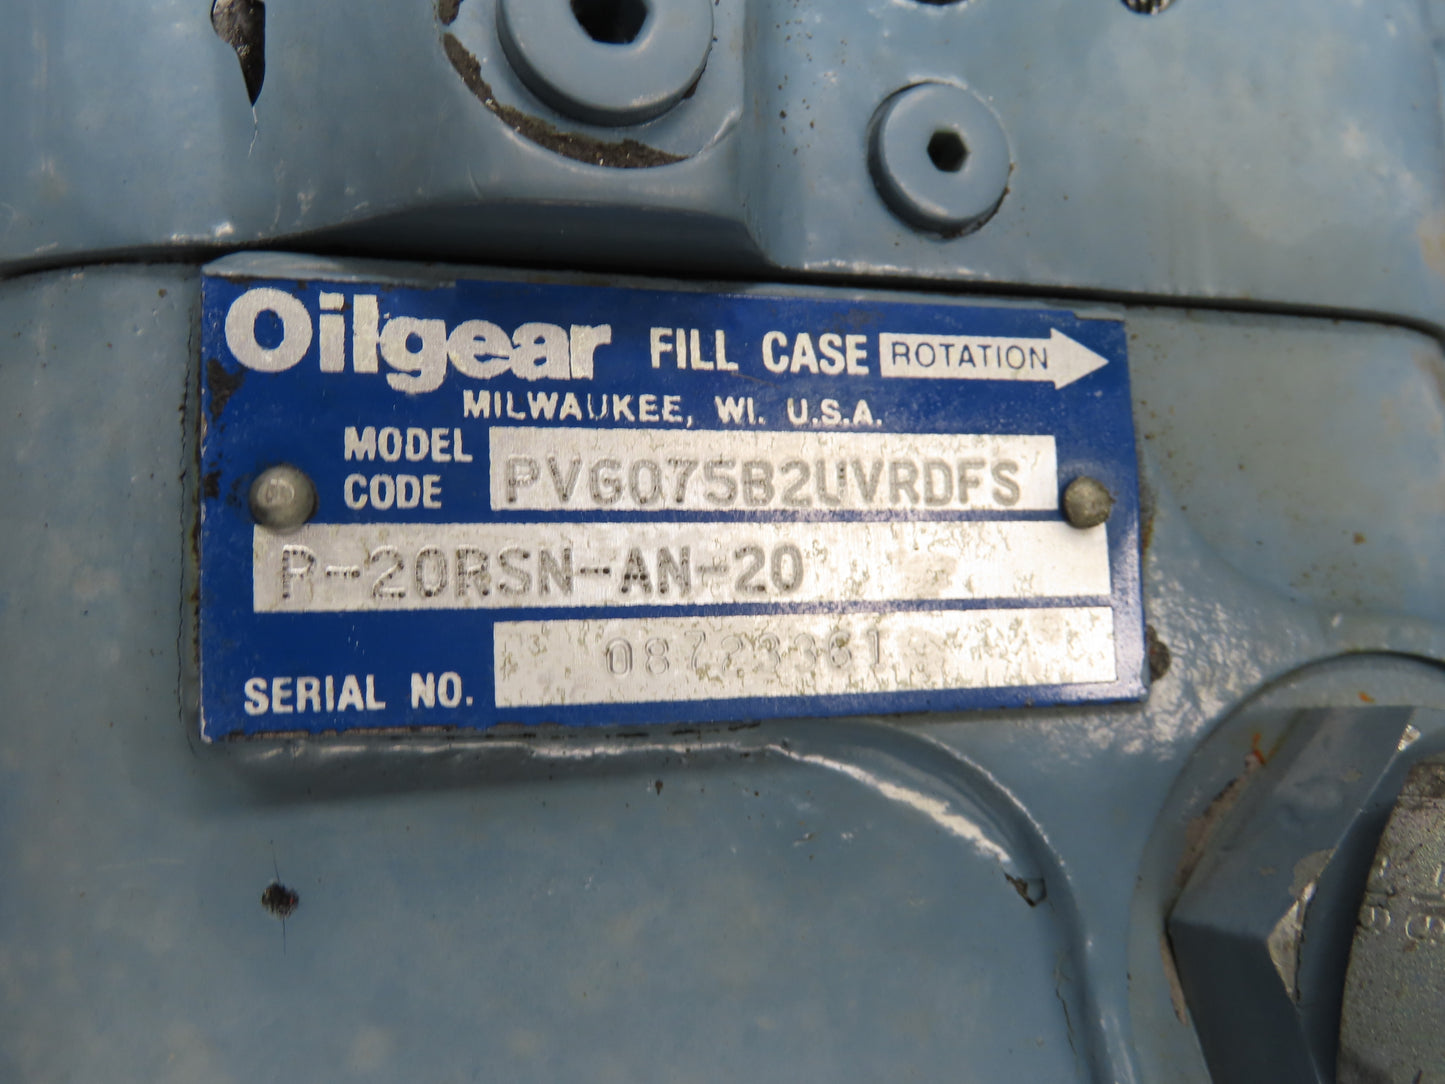 Oilgear FILL CASE ROTATION
MILWAUKEE, WI. U.S.A.
MODEL CODE PVG075B2UVRDFS
P-20RSN-AN-20
SERIAL NO.